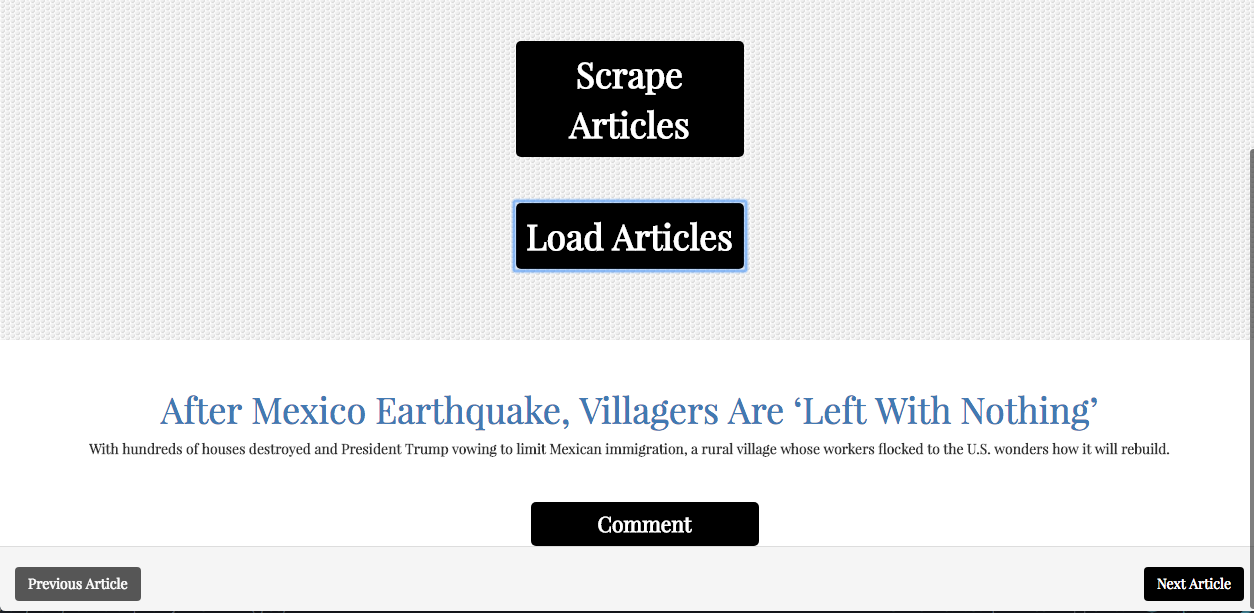 Scrape
Articles
Load Articles
After Mexico Earthquake, Villagers Are ‘Left With Nothing’
With hundreds of houses destroyed and President Trump vowing to limit Mexican immigration, a rural village whose workers flocked to the U.S. wonders how it will rebuild.
Comment
Previous Article
Next Article